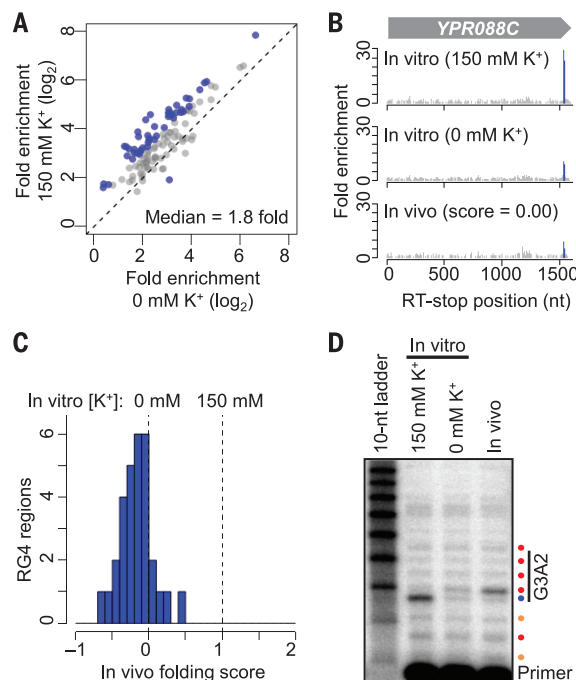 A
Fold enrichment
150 mM K⁺ (log₂)
8
6
4
2
0
Median = 1.8 fold
0 2 4 6 8
Fold enrichment
0 mM K⁺ (log₂)
B
YPR088C
Fold enrichment
30
0
In vitro (150 mM K⁺)
30
0
In vitro (0 mM K⁺)
30
0
In vivo (score = 0.00)
0 500 1000 1500
RT-stop position (nt)
C
In vitro [K⁺]: 0 mM 150 mM
RG4 regions
6
4
2
0
−1 0 1 2
In vivo folding score
D
In vitro
10-nt ladder
150 mM K⁺
0 mM K⁺
In vivo
G3A2
Primer